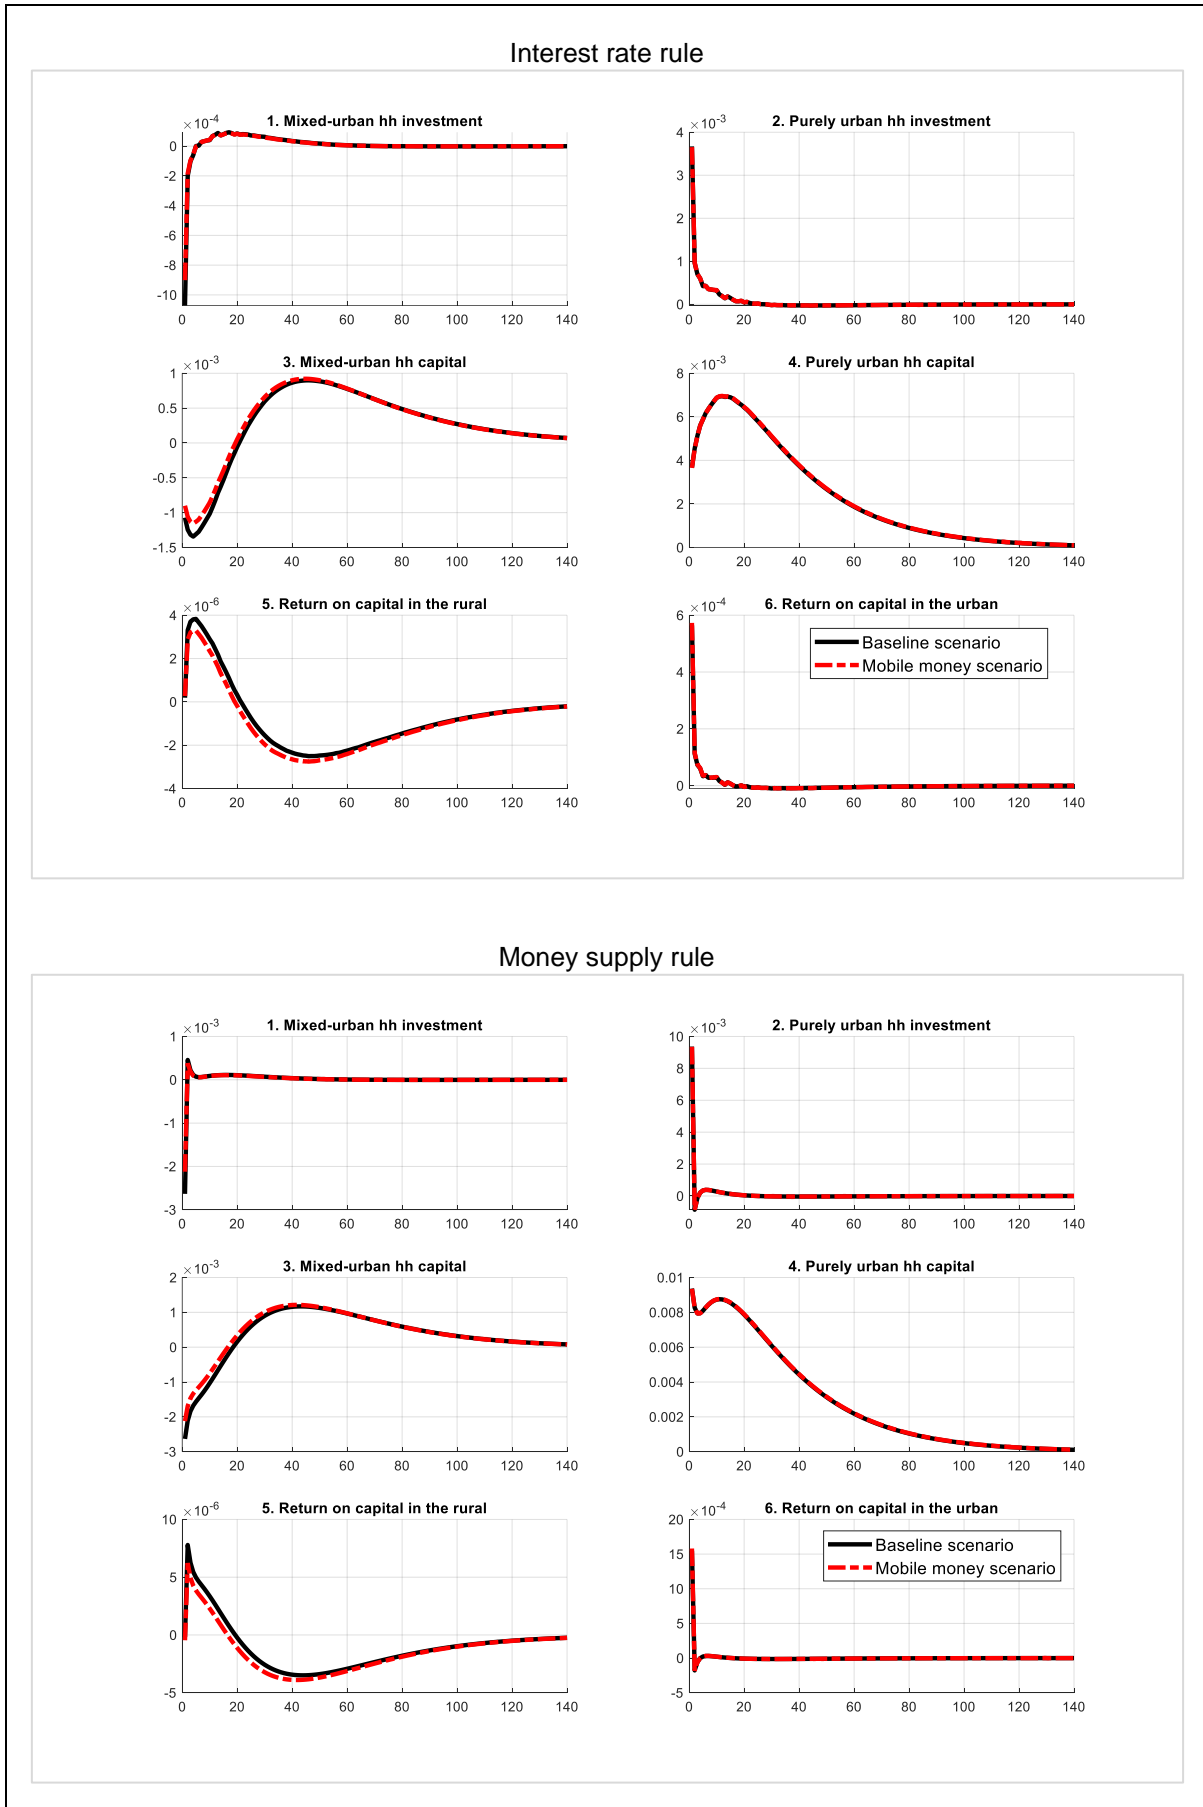 Interest rate rule
×10-4
1. Mixed-urban hh investment
0
-2
-4
-6
-8
-10
0 20 40 60 80 100 120 140
×10-3
2. Purely urban hh investment
4
3
2
1
0
0 20 40 60 80 100 120 140
×10-3
3. Mixed-urban hh capital
1
0.5
0
-0.5
-1
-1.5
0 20 40 60 80 100 120 140
×10-3
4. Purely urban hh capital
8
6
4
2
0
0 20 40 60 80 100 120 140
×10-6
5. Return on capital in the rural
4
2
0
-2
-4
0 20 40 60 80 100 120 140
×10-4
6. Return on capital in the urban
6
4
2
0
0 20 40 60 80 100 120 140
Baseline scenario
Mobile money scenario
Money supply rule
×10-3
1. Mixed-urban hh investment
1
0
-1
-2
-3
0 20 40 60 80 100 120 140
×10-3
2. Purely urban hh investment
10
8
6
4
2
0
0 20 40 60 80 100 120 140
×10-3
3. Mixed-urban hh capital
2
1
0
-1
-2
-3
0 20 40 60 80 100 120 140
4. Purely urban hh capital
0.01
0.008
0.006
0.004
0.002
0
0 20 40 60 80 100 120 140
×10-6
5. Return on capital in the rural
10
5
0
-5
0 20 40 60 80 100 120 140
×10-4
6. Return on capital in the urban
20
15
10
5
0
-5
0 20 40 60 80 100 120 140
Baseline scenario
Mobile money scenario